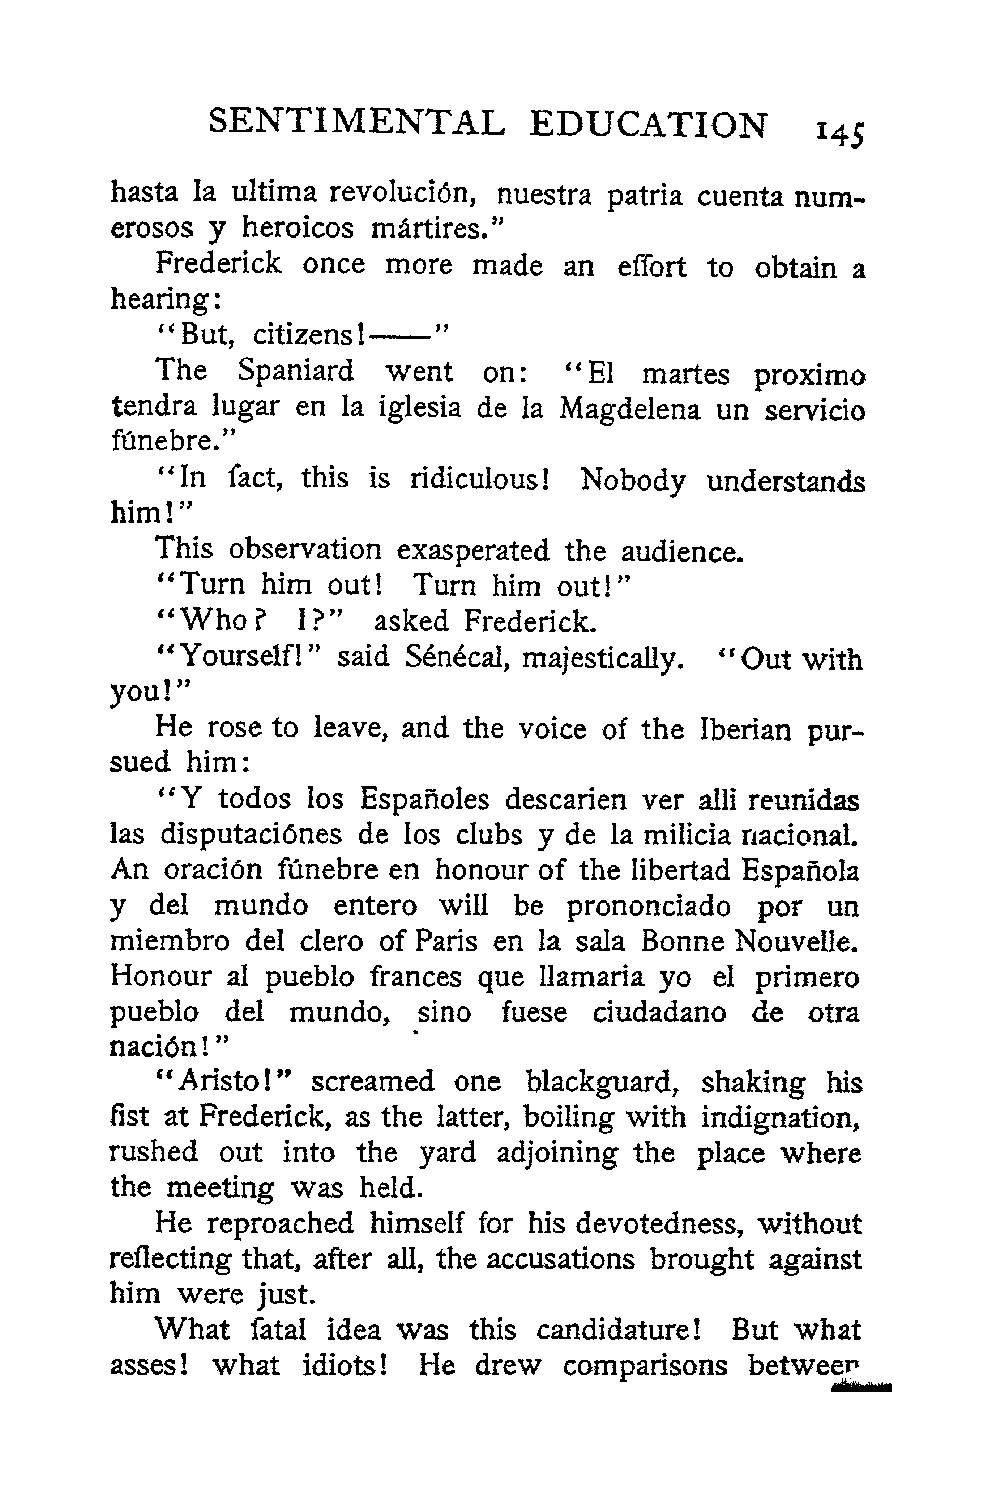 SENTIMENTAL EDUCATION 145
hasta la ultima revolución, nuestra patria cuenta num-
erosos y heroicos mártires."
Frederick once more made an effort to obtain a
hearing:
"But, citizens!——"
The Spaniard went on: "El martes proximo
tendra lugar en la iglesia de la Magdelena un servicio
fúnebre."
"In fact, this is ridiculous! Nobody understands
him!"
This observation exasperated the audience.
"Turn him out! Turn him out!"
"Who? I?" asked Frederick.
"Yourself!" said Sénécal, majestically. "Out with
you!"
He rose to leave, and the voice of the Iberian pur-
sued him:
"Y todos los Españoles descarien ver alli reunidas
las disputaciónes de los clubs y de la milicia nacional.
An oración fúnebre en honour of the libertad Española
y del mundo entero will be prononciado por un
miembro del clero of Paris en la sala Bonne Nouvelle.
Honour al pueblo frances que llamaria yo el primero
pueblo del mundo, sino fuese ciudadano de otra
nación!"
"Aristo!" screamed one blackguard, shaking his
fist at Frederick, as the latter, boiling with indignation,
rushed out into the yard adjoining the place where
the meeting was held.
He reproached himself for his devotedness, without
reflecting that, after all, the accusations brought against
him were just.
What fatal idea was this candidature! But what
asses! what idiots! He drew comparisons between